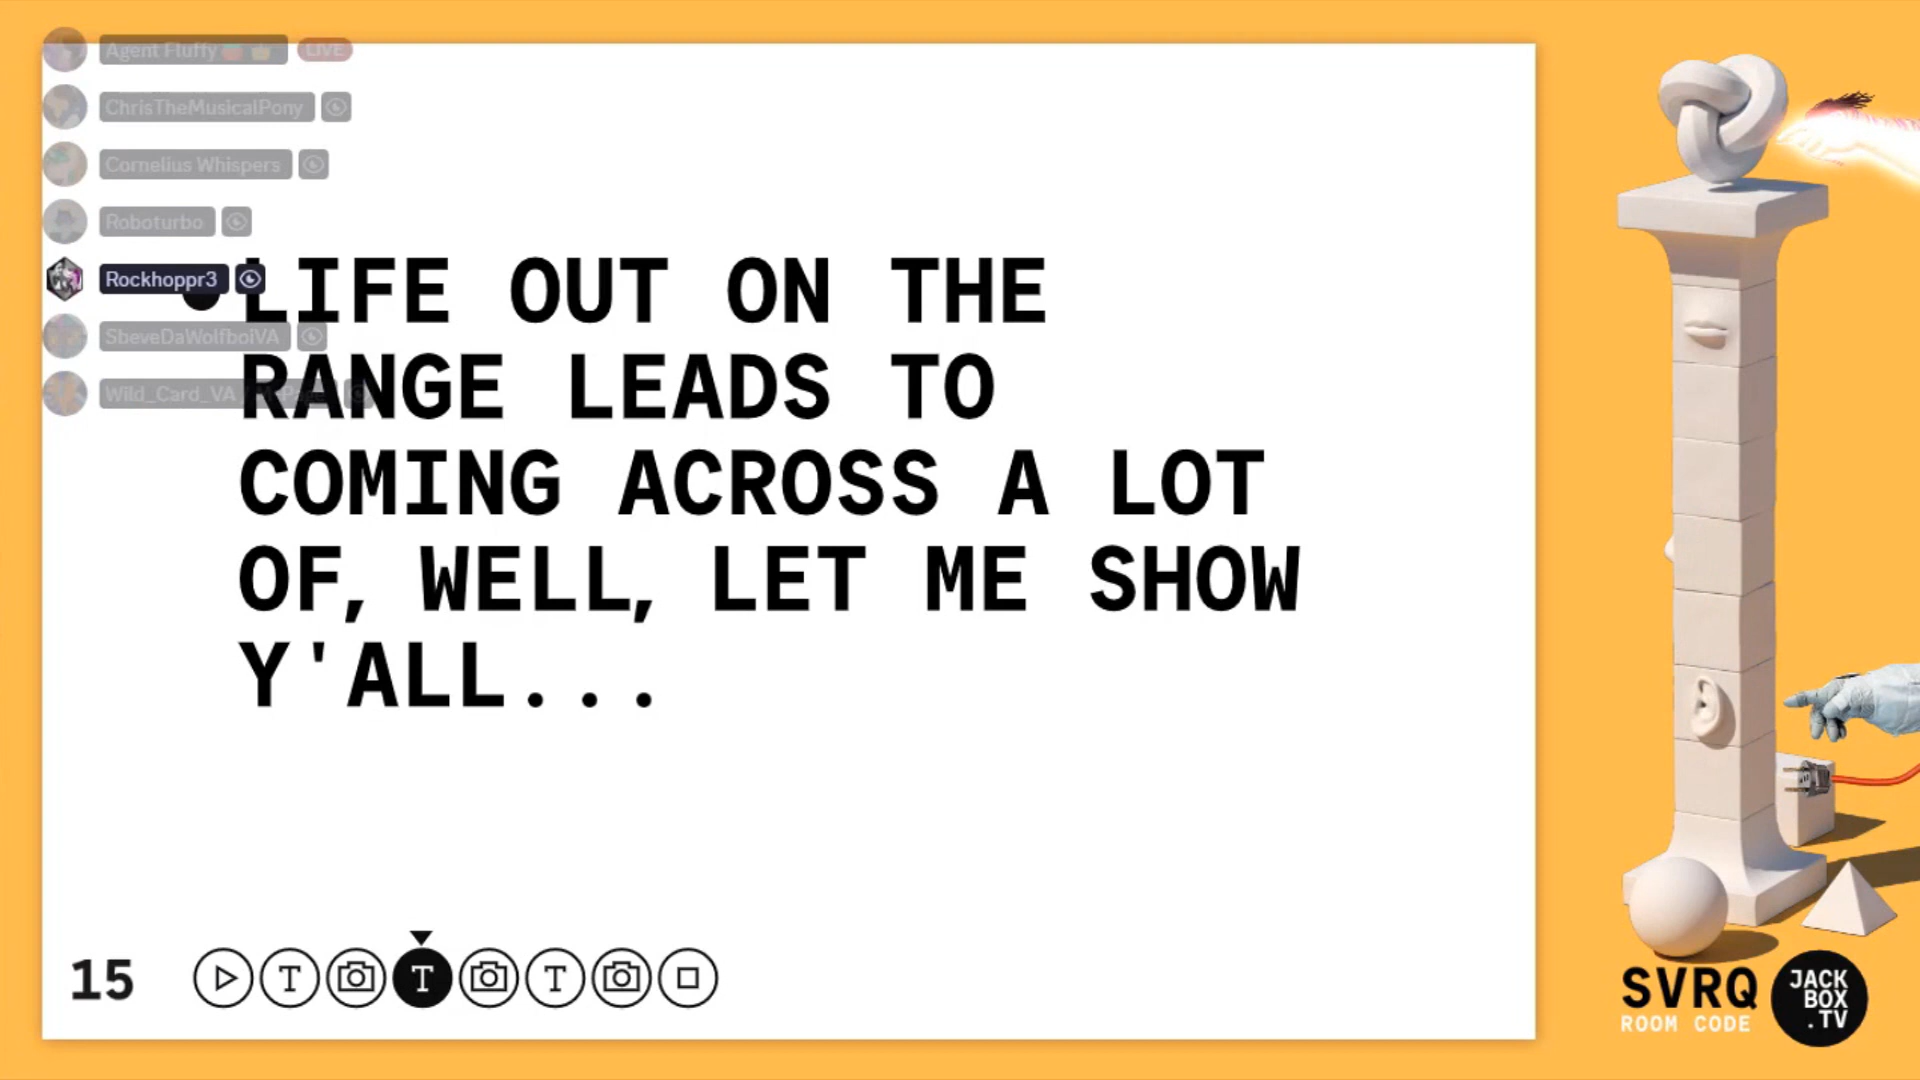 Agent Fluffy LIVE
ChrisTheMusicalPony
Cornelius Whispers
Roboturbo
Rockhoppr3
SbeveDaWolfboiVA
Wild_Card_VA
LIFE OUT ON THE
RANGE LEADS TO
COMING ACROSS A LOT
OF, WELL, LET ME SHOW
Y'ALL...
15
T
T
T
SVRQ
ROOM CODE
JACK
BOX
.TV